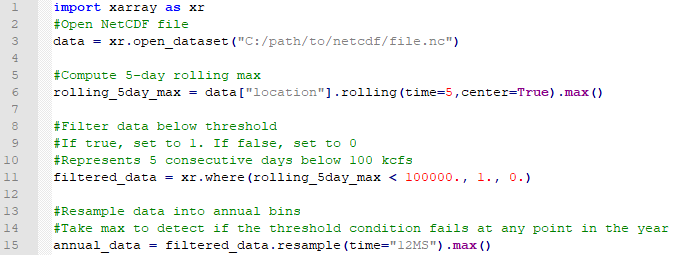 1 import xarray as xr
2 #Open NetCDF file
3 data = xr.open_dataset("C:/path/to/netcdf/file.nc")
4
5 #Compute 5-day rolling max
6 rolling_5day_max = data["location"].rolling(time=5,center=True).max()
7
8 #Filter data below threshold
9 #If true, set to 1. If false, set to 0
10 #Represents 5 consecutive days below 100 kcfs
11 filtered_data = xr.where(rolling_5day_max < 100000., 1., 0.)
12
13 #Resample data into annual bins
14 #Take max to detect if the threshold condition fails at any point in the year
15 annual_data = filtered_data.resample(time="12MS").max()